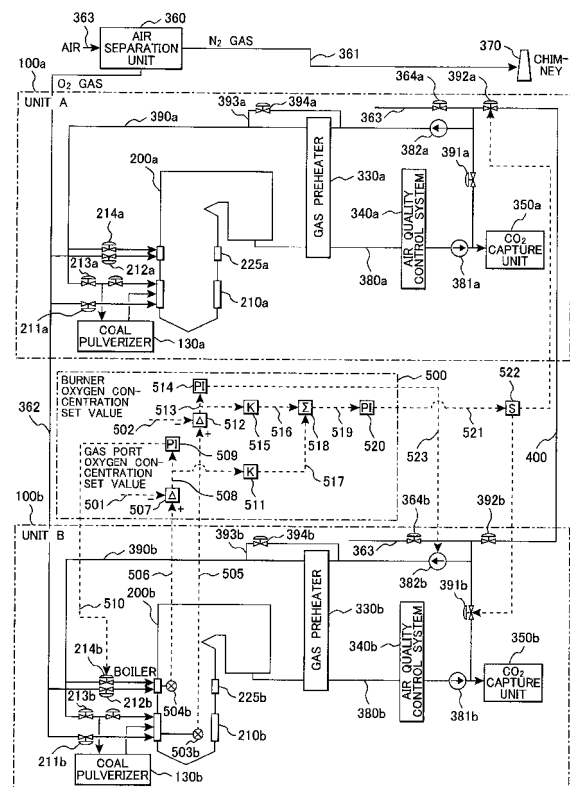 363
360
AIR
AIR SEPARATION UNIT
N2 GAS
361
370
CHIM-NEY
100a
O2 GAS
UNIT A
364a
392a
393a
394a
390a
363
382a
200a
330a
391a
GAS PREHEATER
340a
AIR QUALITY CONTROL SYSTEM
350a
CO2 CAPTURE UNIT
214a
213a
212a
225a
380a
381a
210a
211a
COAL PULVERIZER
130a
BURNER OXYGEN CON-CENTRATION SET VALUE
514
PI
500
522
513
K
Σ
PI
S
502
Δ
+
512
515
516
518
519
520
521
362
PI
509
523
400
GAS PORT OXYGEN CON-CENTRATION SET VALUE
508
K
517
501
Δ
507
+
511
100b
UNIT B
364b
392b
393b
394b
390b
363
382b
506
505
391b
510
200b
330b
GAS PREHEATER
340b
AIR QUALITY CONTROL SYSTEM
350b
CO2 CAPTURE UNIT
214b
BOILER
213b
212b
504b
225b
380b
381b
503b
210b
211b
COAL PULVERIZER
130b